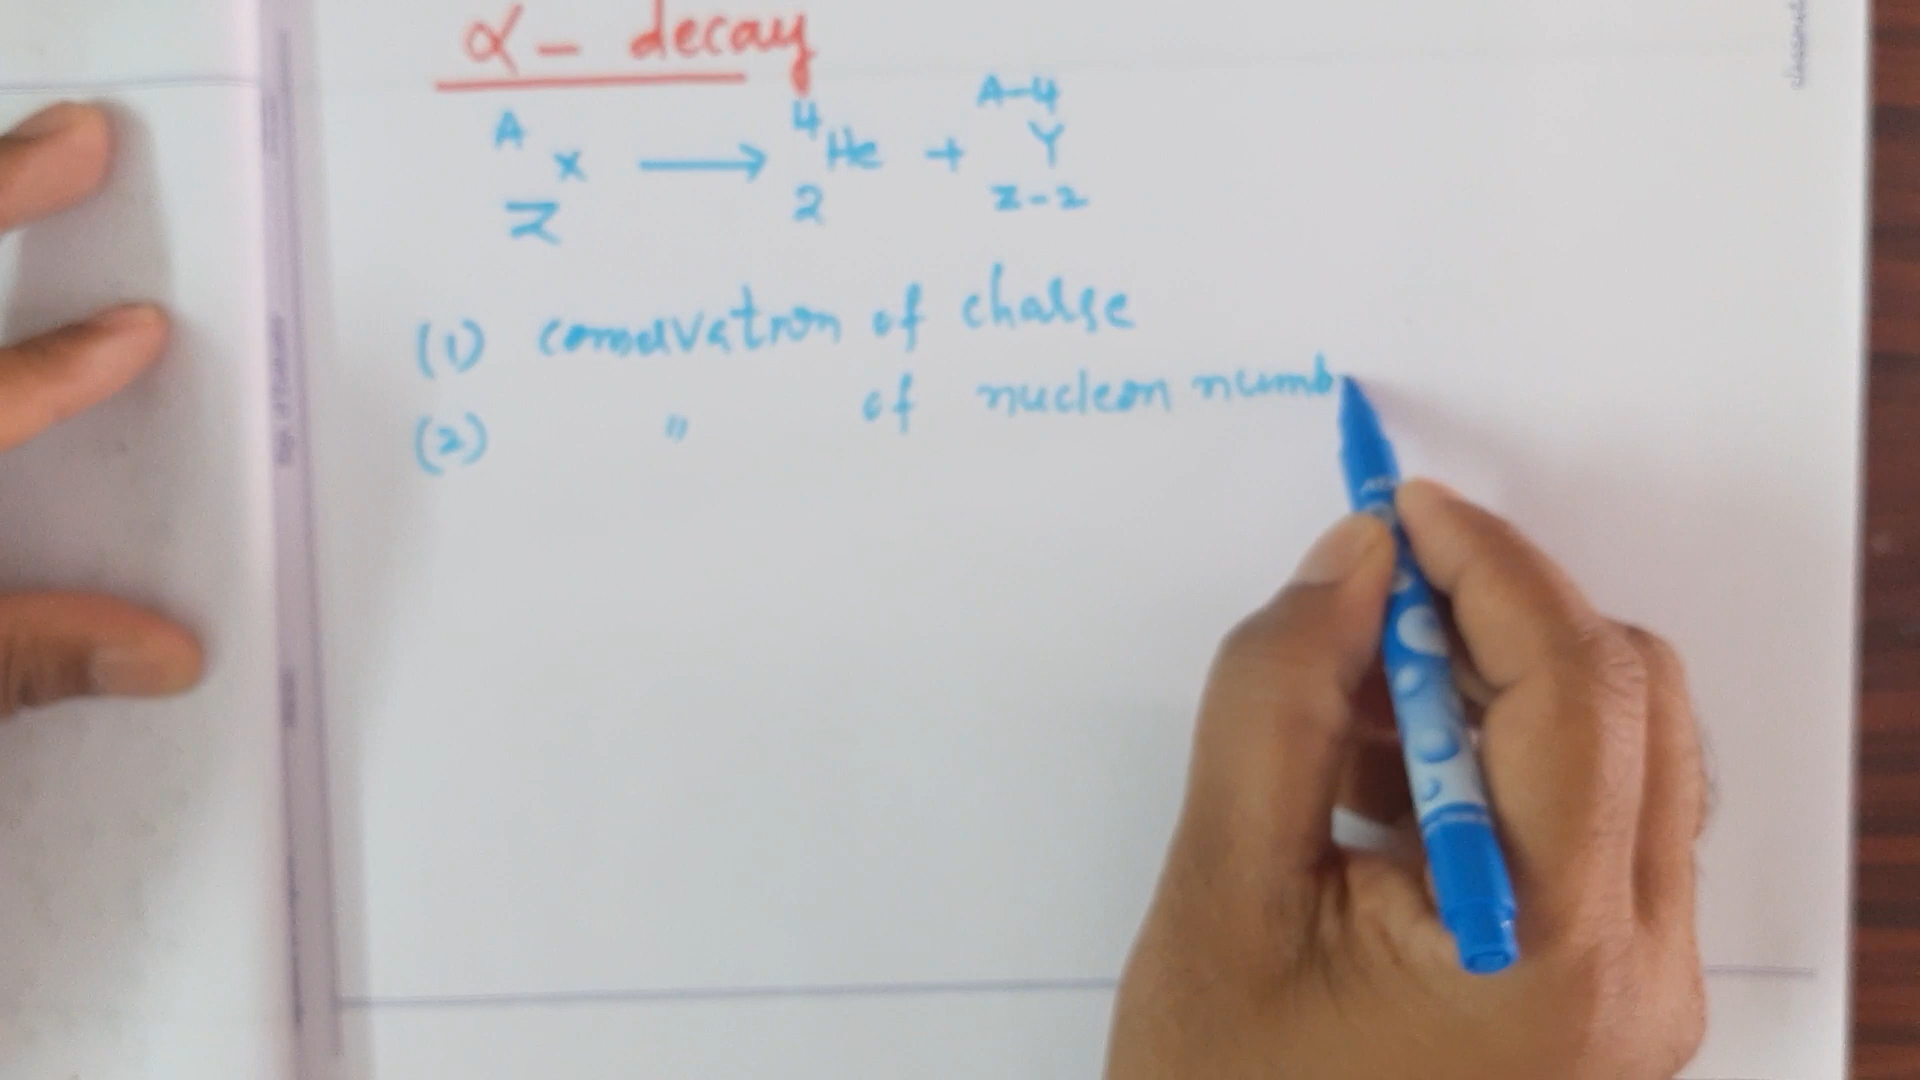 α - decay
A X Z → 4 He 2 + A-4 Y Z-2
(1) conservation of charge
(2) " of nucleon numb